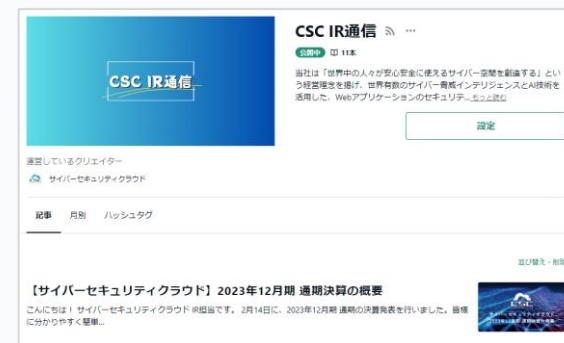 CSC IR通信
CSC IR通信
公開中 11本
当社は「世界中の人々が安心安全に使えるサイバー空間を創造する」とい
う経営理念を掲げ、世界有数のサイバー脅威インテリジェンスとAI技術を
活用した、Webアプリケーションのセキュリテ… もっと読む
設定
運営しているクリエイター
サイバーセキュリティクラウド
記事 月別 ハッシュタグ
並び替え・削除
【サイバーセキュリティクラウド】2023年12月期 通期決算の概要
こんにちは！ サイバーセキュリティクラウド IR担当です。 2月14日に、2023年12月期 通期の決算発表を行いました。皆様
に分かりやすく簡単...
CSC